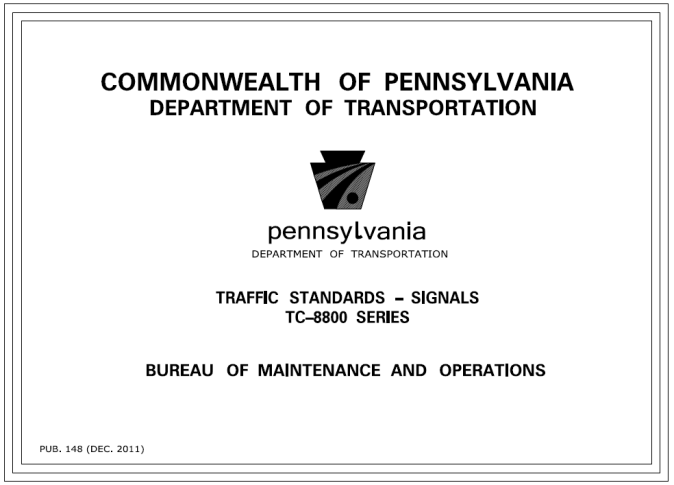 COMMONWEALTH OF PENNSYLVANIA
DEPARTMENT OF TRANSPORTATION
pennsylvania
DEPARTMENT OF TRANSPORTATION
TRAFFIC STANDARDS – SIGNALS
TC–8800 SERIES
BUREAU OF MAINTENANCE AND OPERATIONS
PUB. 148 (DEC. 2011)